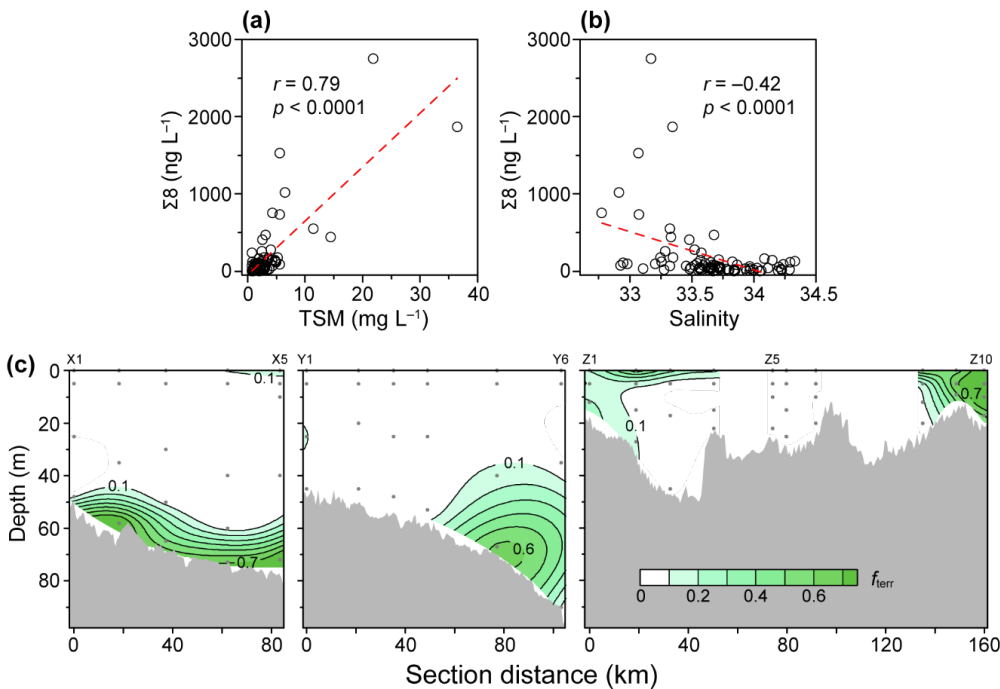 (a)
(b)
3000
2000
1000
0
Σ8 (ng L⁻¹)
r = 0.79
p < 0.0001
0 10 20 30 40
TSM (mg L⁻¹)
3000
2000
1000
0
Σ8 (ng L⁻¹)
r = –0.42
p < 0.0001
33 33.5 34 34.5
Salinity
(c)
X1 X5
Y1 Y6
Z1 Z5 Z10
0
20
40
60
80
Depth (m)
0.1
0.1
0.7
0.1
0.6
0.1
0.7
0 0.2 0.4 0.6
f terr
0 40 80
0 40 80
0 40 80 120 160
Section distance (km)